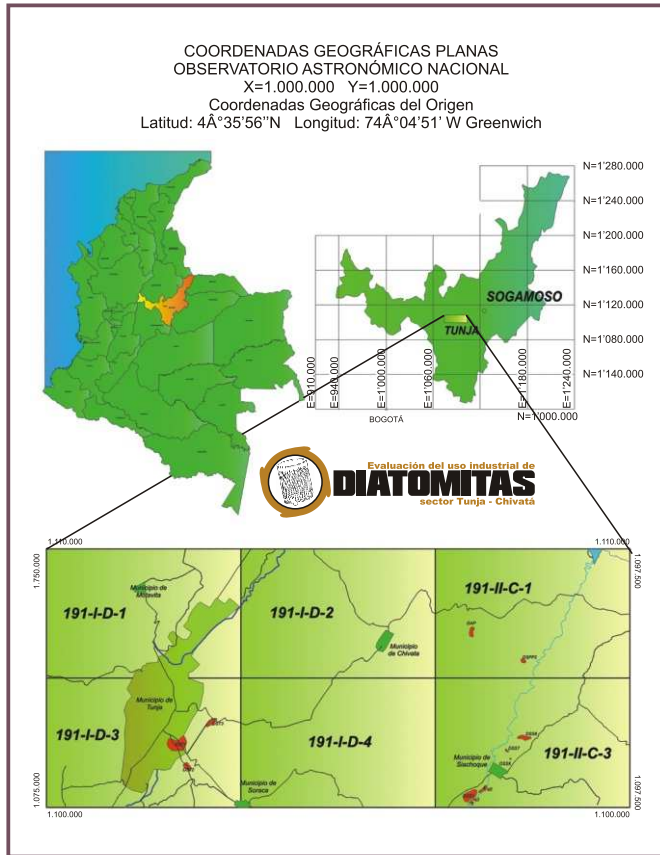 COORDENADAS GEOGRÁFICAS PLANAS
OBSERVATORIO ASTRONÓMICO NACIONAL
X=1.000.000 Y=1.000.000
Coordenadas Geográficas del Origen
Latitud: 4Â°35'56''N Longitud: 74Â°04'51' W Greenwich
N=1'280.000
N=1'240.000
N=1'200.000
N=1'160.000
N=1'120.000
N=1'080.000
N=1'140.000
N=1'000.000
SOGAMOSO
TUNJA
E=910.000
E=940.000
E=1'000.000
E=1'060.000
E=1'180.000
E=1'240.000
BOGOTÁ
Evaluación del uso industrial de
DIATOMITAS
sector Tunja - Chivatá
1.110.000
1.110.000
1.750.000
1.097.500
191-I-D-1
Municipio de
Motavita
191-I-D-2
Municipio
de Chivata
191-II-C-1
191-I-D-3
Municipio de
Tunja
191-I-D-4
Municipio de
Soraca
Municipio de
Siachoque
191-II-C-3
1.075.000
1.097.500
1.100.000
1.100.000